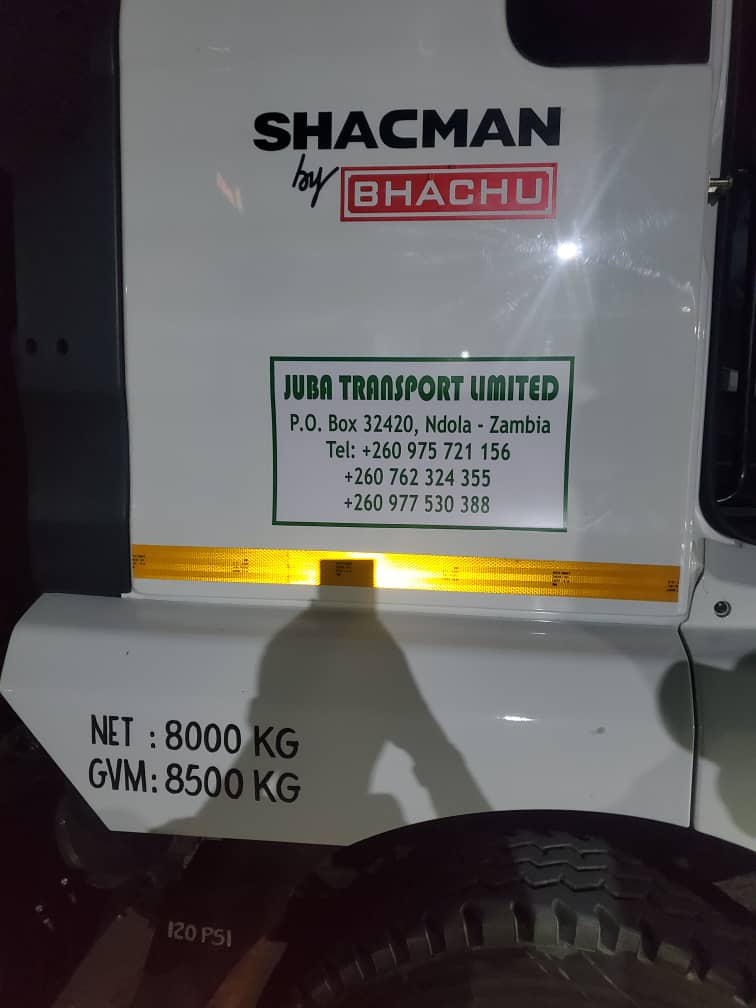 SHACMAN
by BHACHU
JUBA TRANSPORT LIMITED
P.O. Box 32420, Ndola - Zambia
Tel: +260 975 721 156
+260 762 324 355
+260 977 530 388
NET : 8000 KG
GVM: 8500 KG
120 PSI